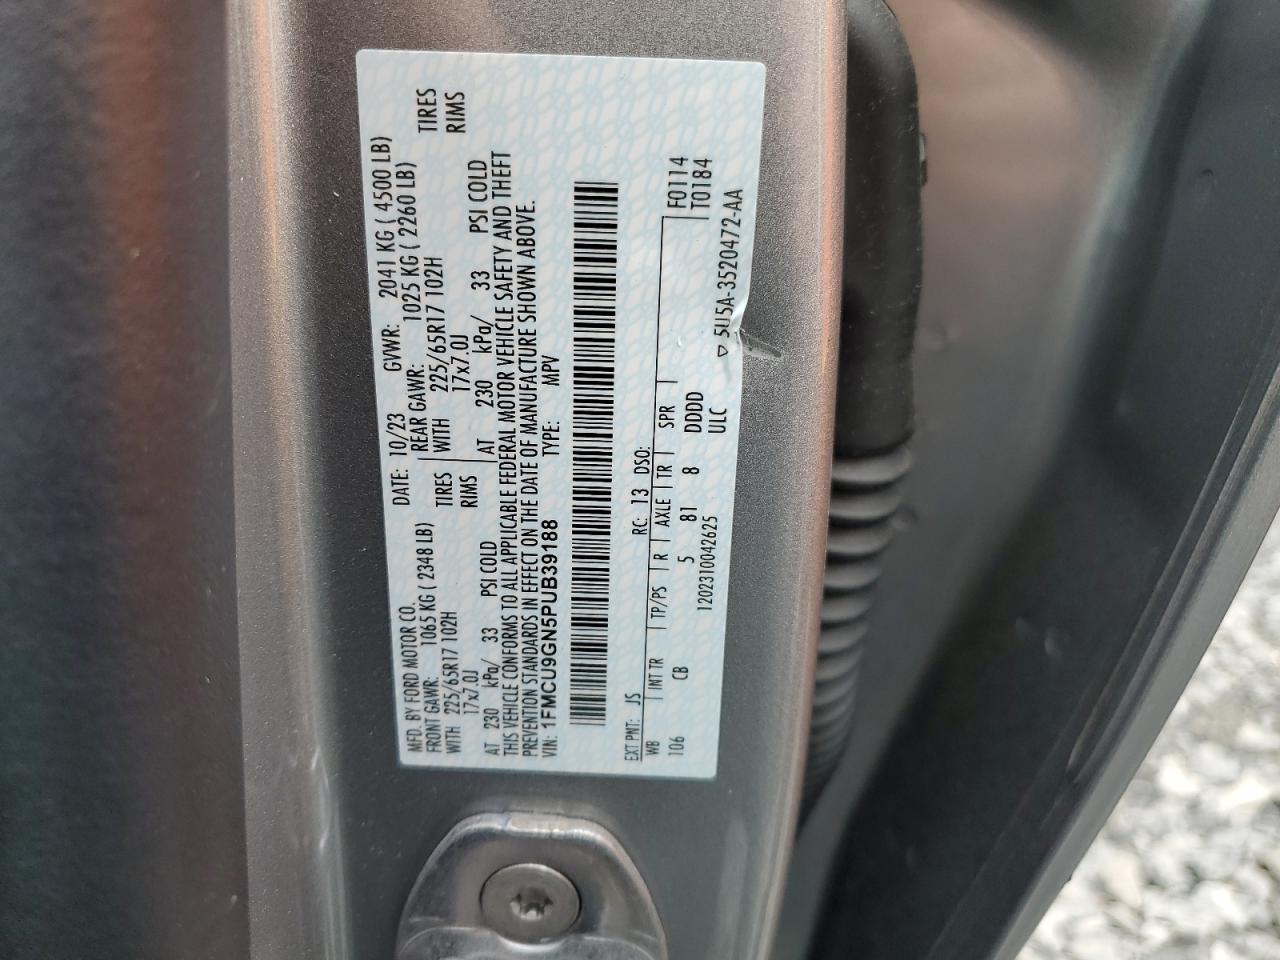 MFD. BY FORD MOTOR CO.
DATE: 10/23 GVWR: 2041 KG ( 4500 LB)
FRONT GAWR: 1065 KG ( 2348 LB) REAR GAWR: 1025 KG ( 2260 LB)
WITH 225/65R17 102H TIRES WITH 225/65R17 102H TIRES
17x7.0J RIMS 17x7.0J RIMS
AT 230 kPa/ 33 PSI COLD AT 230 kPa/ 33 PSI COLD
THIS VEHICLE CONFORMS TO ALL APPLICABLE FEDERAL MOTOR VEHICLE SAFETY AND THEFT
PREVENTION STANDARDS IN EFFECT ON THE DATE OF MANUFACTURE SHOWN ABOVE.
VIN: 1FMCU9GN5PUB39188 TYPE: MPV
EXT PNT: JS RC: 13 DSO:
WB INT TR TP/PS R AXLE TR SPR F0114
106 CB 5 81 8 DDDD T0184
120231004262​5 ULC ▽ 5U5A-3520472-AA